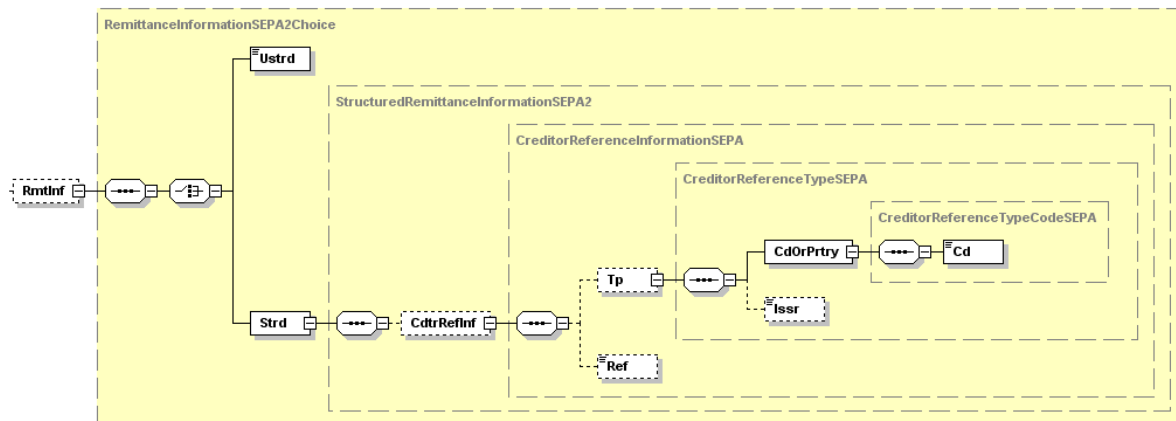 RemittanceInformationSEPA2Choice
Ustrd
StructuredRemittanceInformationSEPA2
CreditorReferenceInformationSEPA
CreditorReferenceTypeSEPA
RmtInf
CreditorReferenceTypeCodeSEPA
CdOrPrtry
Cd
Tp
Issr
Strd
CdtrRefInf
Ref